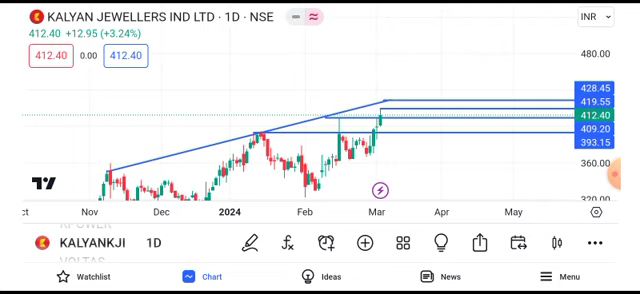 KALYAN JEWELLERS IND LTD · 1D · NSE
INR
412.40 +12.95 (+3.24%)
412.40 0.00 412.40
480.00
428.45
419.55
412.40
409.20
393.15
360.00
320.00
Nov Dec 2024 Feb Mar Apr May
KALYANKJI 1D
VOLTAS
Watchlist Chart Ideas News Menu